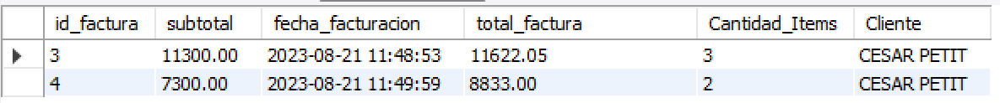 id_factura subtotal fecha_facturacion total_factura Cantidad_Items Cliente
3 11300.00 2023-08-21 11:48:53 11622.05 3 CESAR PETIT
4 7300.00 2023-08-21 11:49:59 8833.00 2 CESAR PETIT